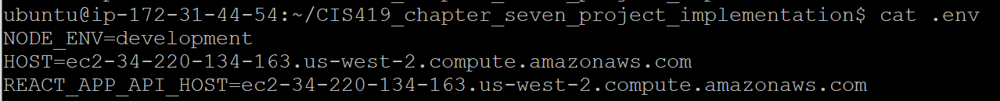 ubuntu@ip-172-31-44-54:~/CIS419_chapter_seven_project_implementation$ cat .env
NODE_ENV=development
HOST=ec2-34-220-134-163.us-west-2.compute.amazonaws.com
REACT_APP_API_HOST=ec2-34-220-134-163.us-west-2.compute.amazonaws.com